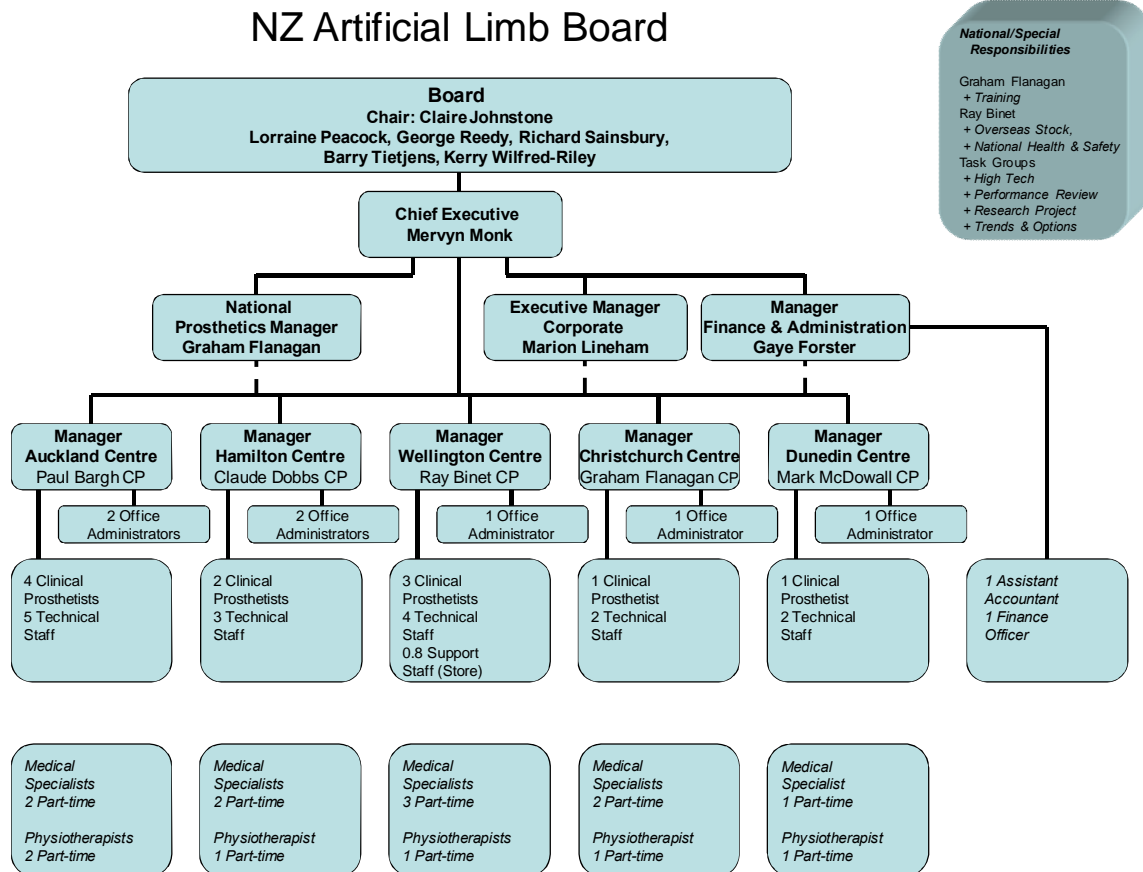 NZ Artificial Limb Board
National/Special
Responsibilities
Graham Flanagan
+ Training
Ray Binet
+ Overseas Stock,
+ National Health & Safety
Task Groups
+ High Tech
+ Performance Review
+ Research Project
+ Trends & Options
Board
Chair: Claire Johnstone
Lorraine Peacock, George Reedy, Richard Sainsbury,
Barry Tietjens, Kerry Wilfred-Riley
Chief Executive
Mervyn Monk
National
Prosthetics Manager
Graham Flanagan
Executive Manager
Corporate
Marion Lineham
Manager
Finance & Administration
Gaye Forster
Manager
Auckland Centre
Paul Bargh CP
Manager
Hamilton Centre
Claude Dobbs CP
Manager
Wellington Centre
Ray Binet CP
Manager
Christchurch Centre
Graham Flanagan CP
Manager
Dunedin Centre
Mark McDowall CP
2 Office
Administrators
2 Office
Administrators
1 Office
Administrator
1 Office
Administrator
1 Office
Administrator
4 Clinical
Prosthetists
5 Technical
Staff
2 Clinical
Prosthetists
3 Technical
Staff
3 Clinical
Prosthetists
4 Technical
Staff
0.8 Support
Staff (Store)
1 Clinical
Prosthetist
2 Technical
Staff
1 Clinical
Prosthetist
2 Technical
Staff
1 Assistant
Accountant
1 Finance
Officer
Medical
Specialists
2 Part-time
Physiotherapists
2 Part-time
Medical
Specialists
2 Part-time
Physiotherapist
1 Part-time
Medical
Specialists
3 Part-time
Physiotherapists
1 Part-time
Medical
Specialists
2 Part-time
Physiotherapist
1 Part-time
Medical
Specialist
1 Part-time
Physiotherapist
1 Part-time